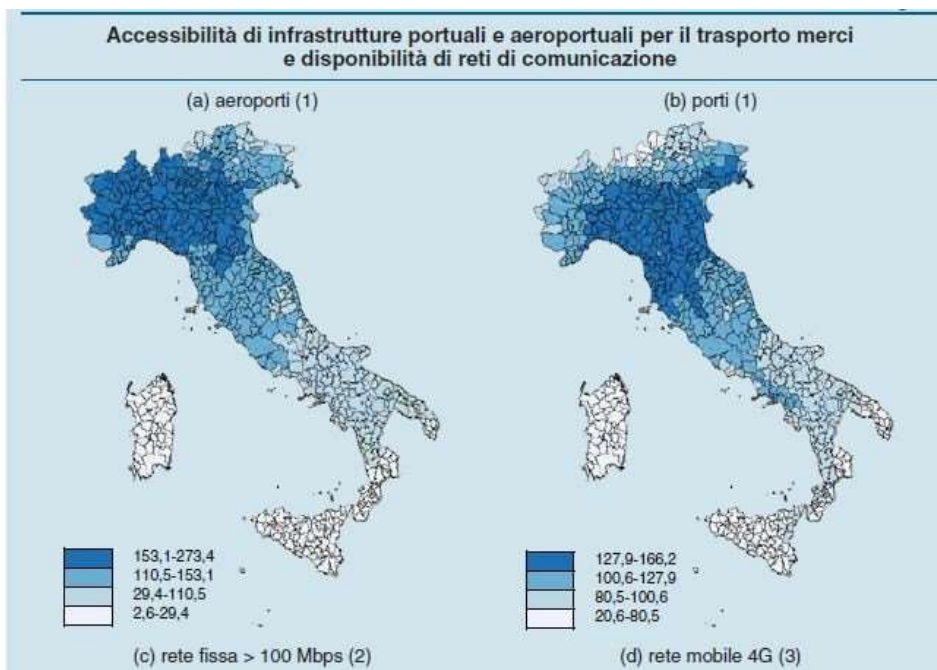 Accessibilità di infrastrutture portuali e aeroportuali per il trasporto merci
e disponibilità di reti di comunicazione
(a) aeroporti (1)
(b) porti (1)
153,1-273,4
110,5-153,1
29,4-110,5
2,6-29,4
127,9-166,2
100,6-127,9
80,5-100,6
20,6-80,5
(c) rete fissa > 100 Mbps (2)
(d) rete mobile 4G (3)